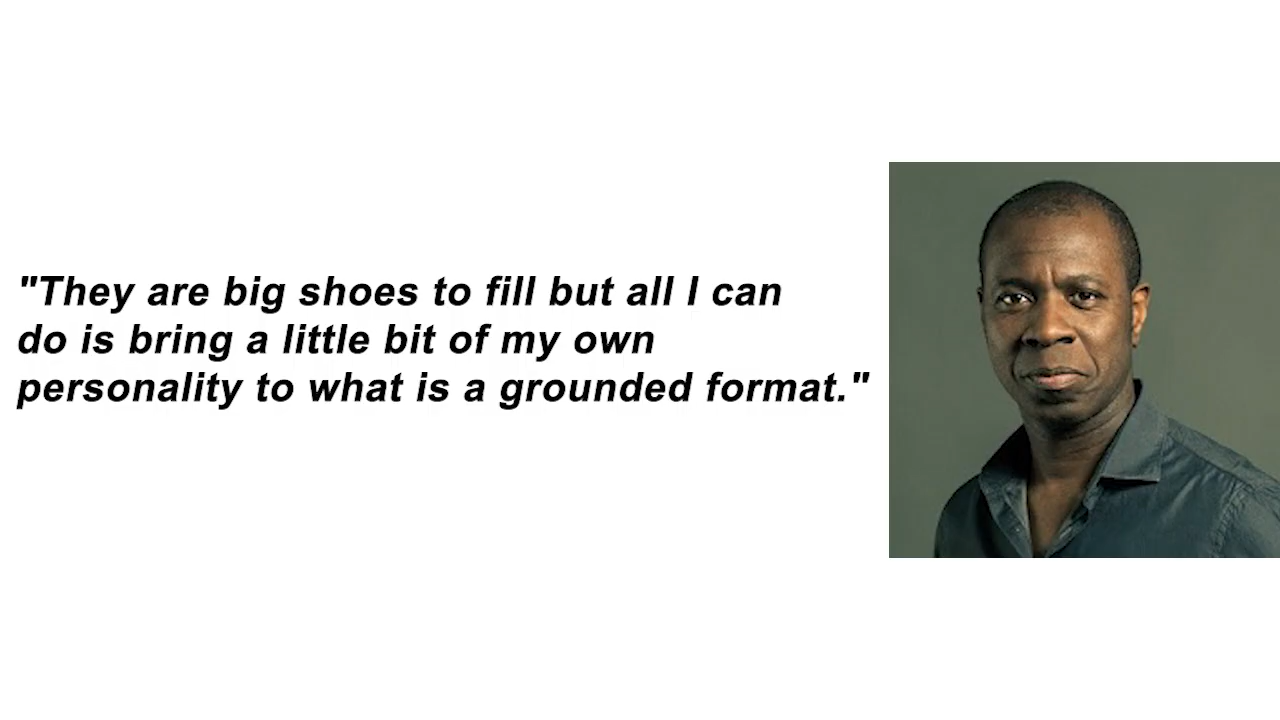 "They are big shoes to fill but all I can
do is bring a little bit of my own
personality to what is a grounded format."